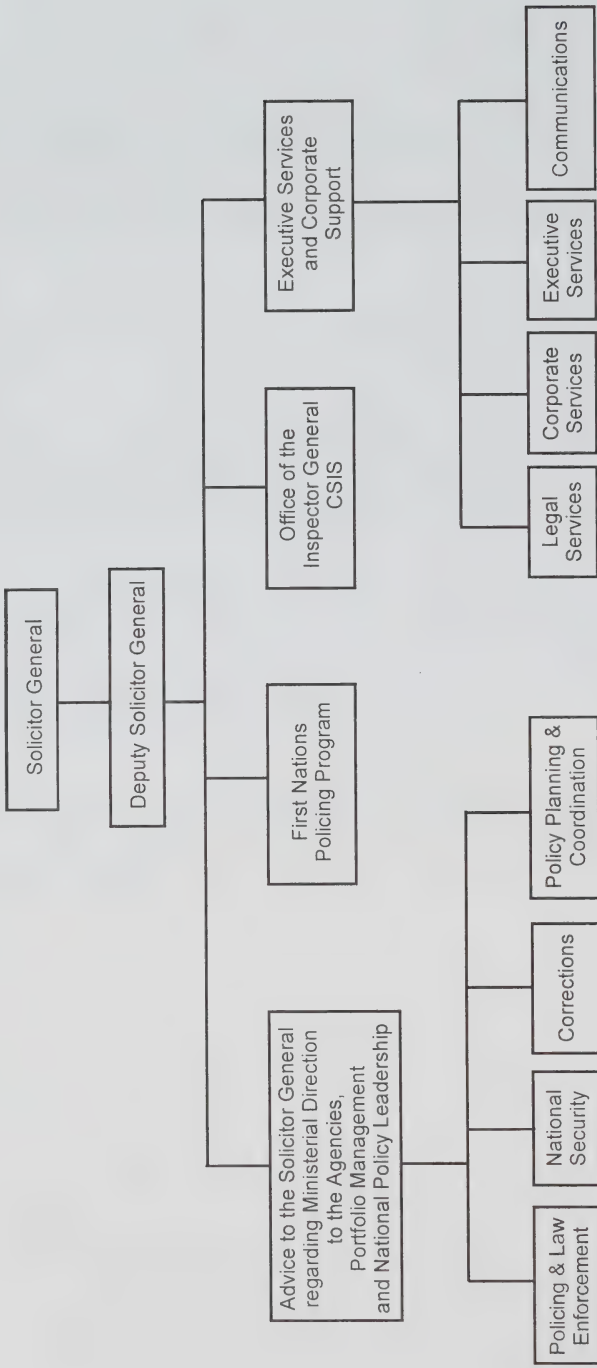 Solicitor General
Deputy Solicitor General
Advice to the Solicitor General
regarding Ministerial Direction
to the Agencies,
Portfolio Management
and National Policy Leadership
First Nations
Policing Program
Office of the
Inspector General
CSIS
Executive Services
and Corporate
Support
Policing & Law
Enforcement
National
Security
Corrections
Policy Planning &
Coordination
Legal
Services
Corporate
Services
Executive
Services
Communications